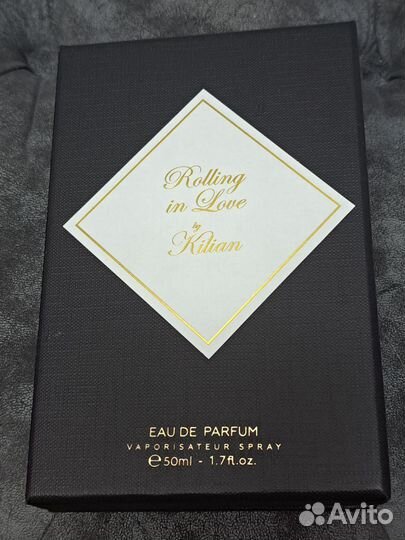 Rolling
in Love
by
Kilian
EAU DE PARFUM
VAPORISATEUR SPRAY
℮50ml - 1.7fl.oz.
Avito